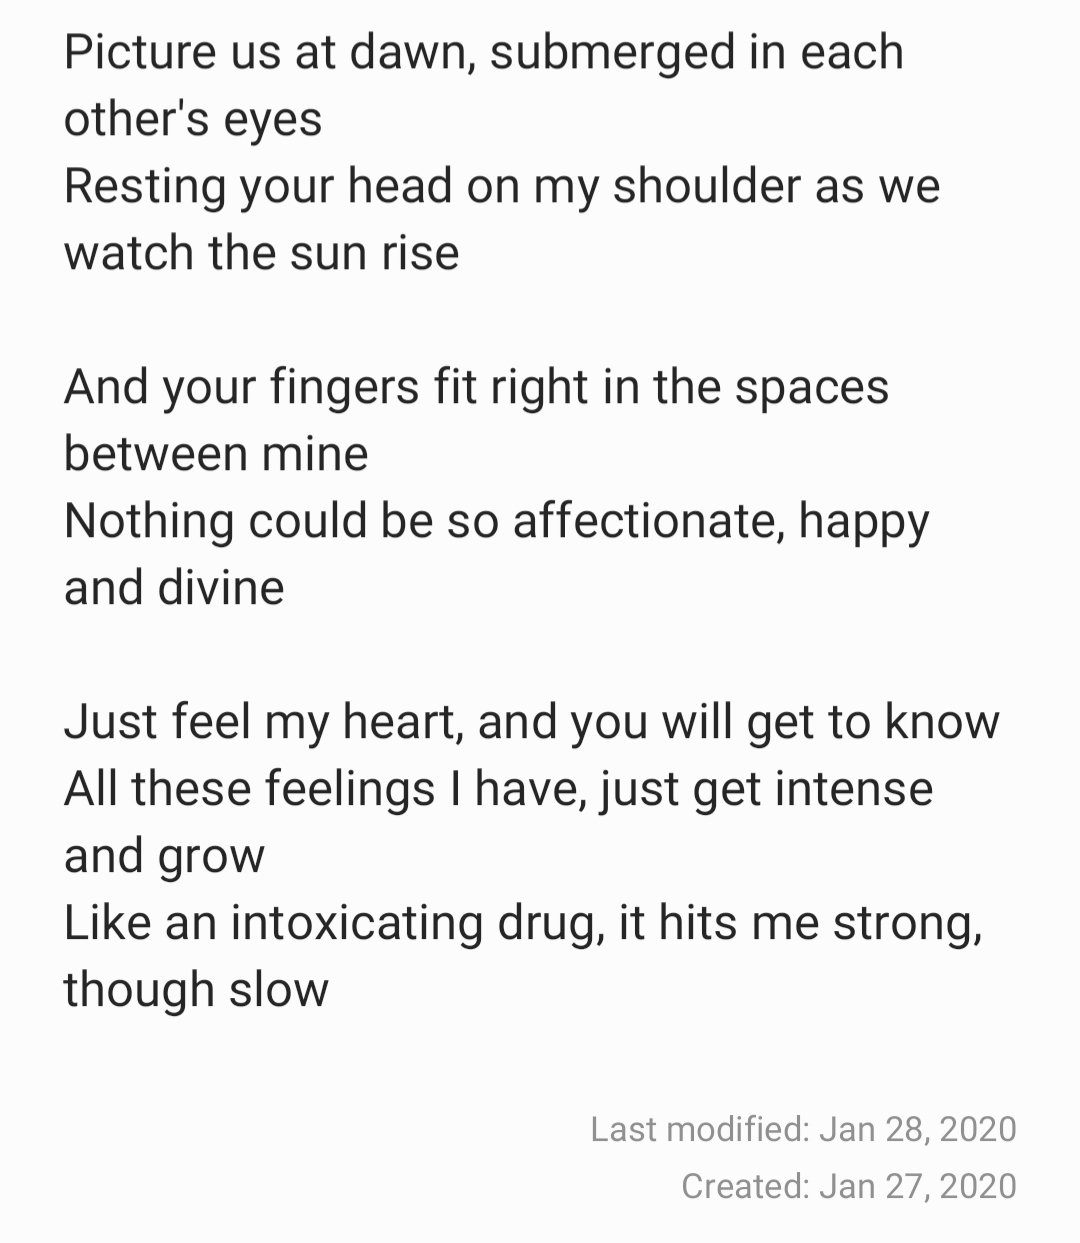 Picture us at dawn, submerged in each
other's eyes
Resting your head on my shoulder as we
watch the sun rise
And your fingers fit right in the spaces
between mine
Nothing could be so affectionate, happy
and divine
Just feel my heart, and you will get to know
All these feelings I have, just get intense
and grow
Like an intoxicating drug, it hits me strong,
though slow
Last modified: Jan 28, 2020
Created: Jan 27, 2020